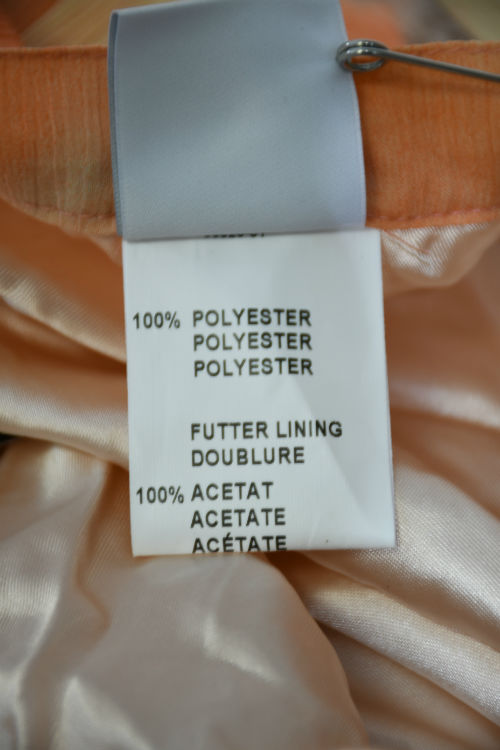 100% POLYESTER
POLYESTER
POLYESTER
FUTTER LINING
DOUBLURE
100% ACETAT
ACETATE
ACÉTATE